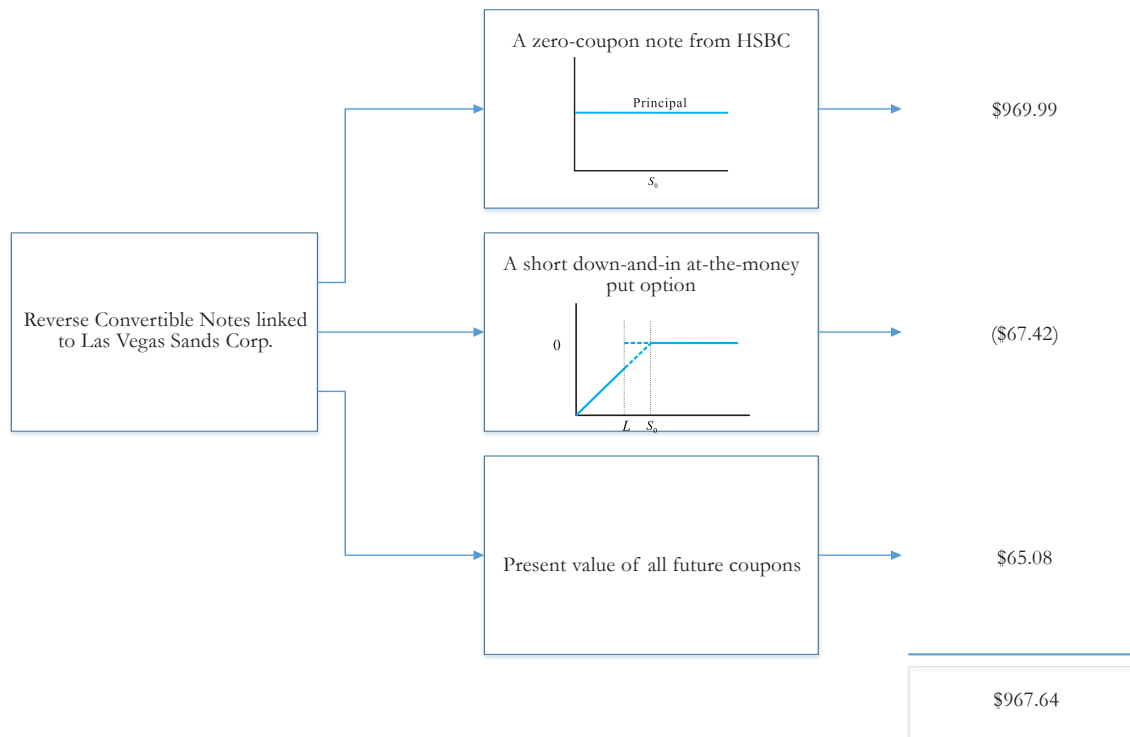 A zero-coupon note from HSBC
Principal
S₀
$969.99
Reverse Convertible Notes linked
to Las Vegas Sands Corp.
A short down-and-in at-the-money
put option
0
L S₀
($67.42)
Present value of all future coupons
$65.08
$967.64